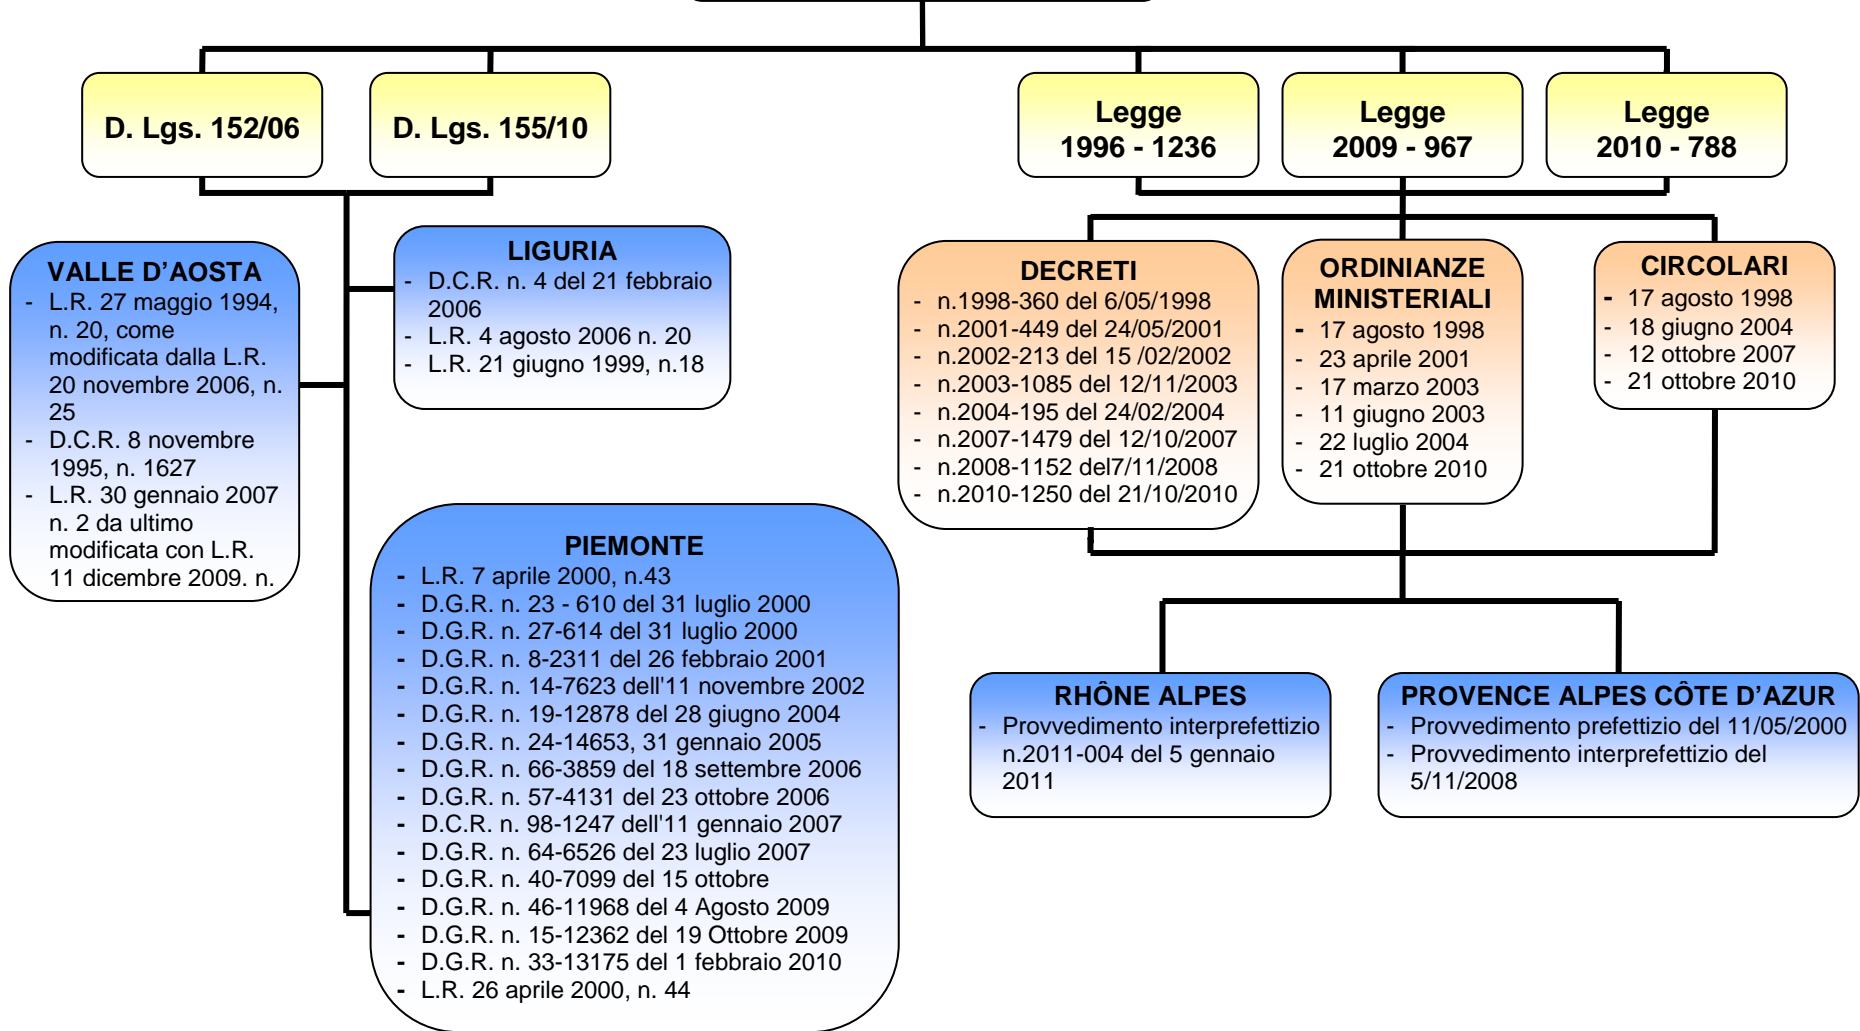 D. Lgs. 152/06
D. Lgs. 155/10
Legge
1996 - 1236
Legge
2009 - 967
Legge
2010 - 788
VALLE D'AOSTA
- L.R. 27 maggio 1994,
n. 20, come
modificata dalla L.R.
20 novembre 2006, n.
25
- D.C.R. 8 novembre
1995, n. 1627
- L.R. 30 gennaio 2007
n. 2 da ultimo
modificata con L.R.
11 dicembre 2009. n.
LIGURIA
- D.C.R. n. 4 del 21 febbraio
2006
- L.R. 4 agosto 2006 n. 20
- L.R. 21 giugno 1999, n.18
PIEMONTE
- L.R. 7 aprile 2000, n.43
- D.G.R. n. 23 - 610 del 31 luglio 2000
- D.G.R. n. 27-614 del 31 luglio 2000
- D.G.R. n. 8-2311 del 26 febbraio 2001
- D.G.R. n. 14-7623 dell'11 novembre 2002
- D.G.R. n. 19-12878 del 28 giugno 2004
- D.G.R. n. 24-14653, 31 gennaio 2005
- D.G.R. n. 66-3859 del 18 settembre 2006
- D.G.R. n. 57-4131 del 23 ottobre 2006
- D.C.R. n. 98-1247 dell'11 gennaio 2007
- D.G.R. n. 64-6526 del 23 luglio 2007
- D.G.R. n. 40-7099 del 15 ottobre
- D.G.R. n. 46-11968 del 4 Agosto 2009
- D.G.R. n. 15-12362 del 19 Ottobre 2009
- D.G.R. n. 33-13175 del 1 febbraio 2010
- L.R. 26 aprile 2000, n. 44
DECRETI
- n.1998-360 del 6/05/1998
- n.2001-449 del 24/05/2001
- n.2002-213 del 15 /02/2002
- n.2003-1085 del 12/11/2003
- n.2004-195 del 24/02/2004
- n.2007-1479 del 12/10/2007
- n.2008-1152 del7/11/2008
- n.2010-1250 del 21/10/2010
ORDINIANZE
MINISTERIALI
- 17 agosto 1998
- 23 aprile 2001
- 17 marzo 2003
- 11 giugno 2003
- 22 luglio 2004
- 21 ottobre 2010
CIRCOLARI
- 17 agosto 1998
- 18 giugno 2004
- 12 ottobre 2007
- 21 ottobre 2010
RHÔNE ALPES
- Provvedimento interprefettizio
n.2011-004 del 5 gennaio
2011
PROVENCE ALPES CÔTE D'AZUR
- Provvedimento prefettizio del 11/05/2000
- Provvedimento interprefettizio del
5/11/2008